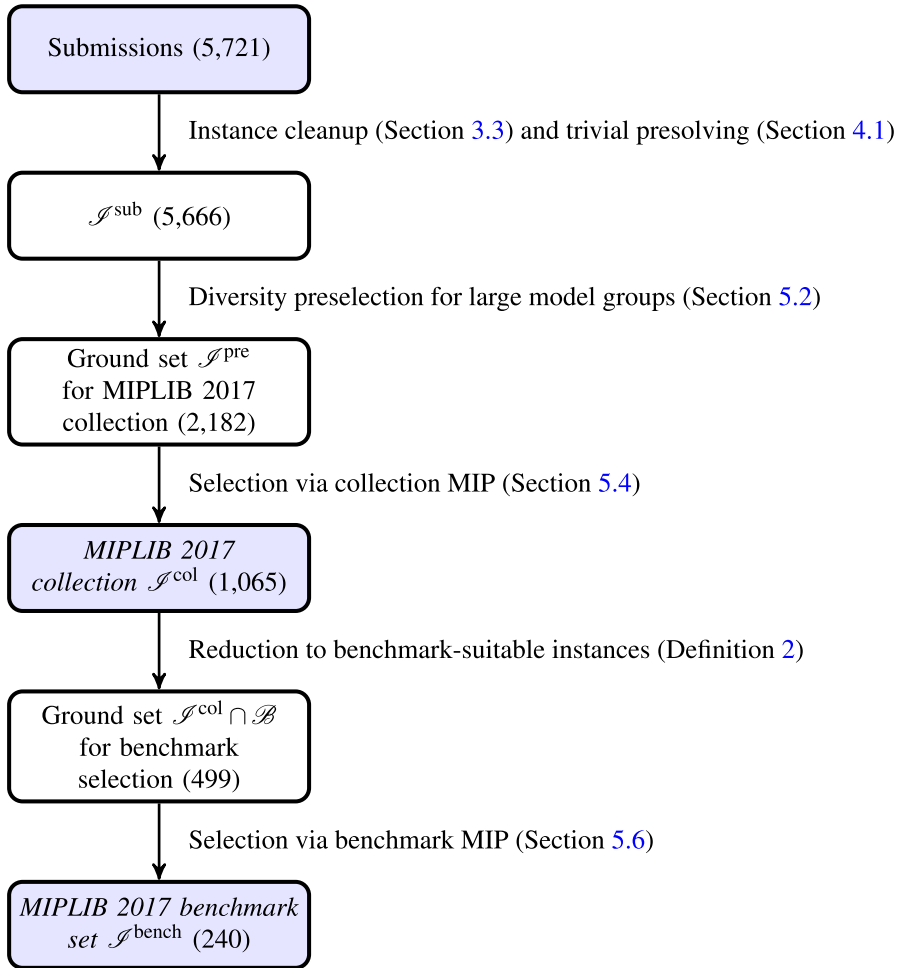 Submissions (5,721)
Instance cleanup (Section 3.3) and trivial presolving (Section 4.1)
ℐ^sub (5,666)
Diversity preselection for large model groups (Section 5.2)
Ground set ℐ^pre
for MIPLIB 2017
collection (2,182)
Selection via collection MIP (Section 5.4)
MIPLIB 2017
collection ℐ^col (1,065)
Reduction to benchmark-suitable instances (Definition 2)
Ground set ℐ^col ∩ ℬ
for benchmark
selection (499)
Selection via benchmark MIP (Section 5.6)
MIPLIB 2017 benchmark
set ℐ^bench (240)